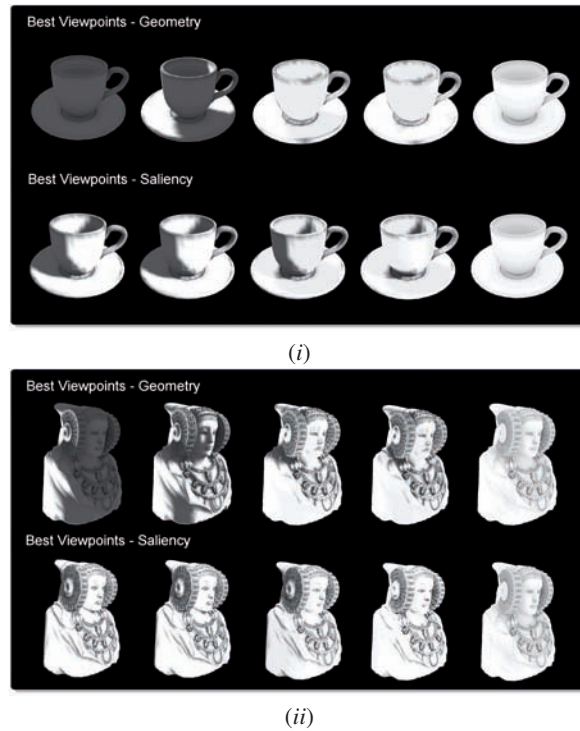 Best Viewpoints - Geometry
Best Viewpoints - Saliency
(i)
Best Viewpoints - Geometry
Best Viewpoints - Saliency
(ii)